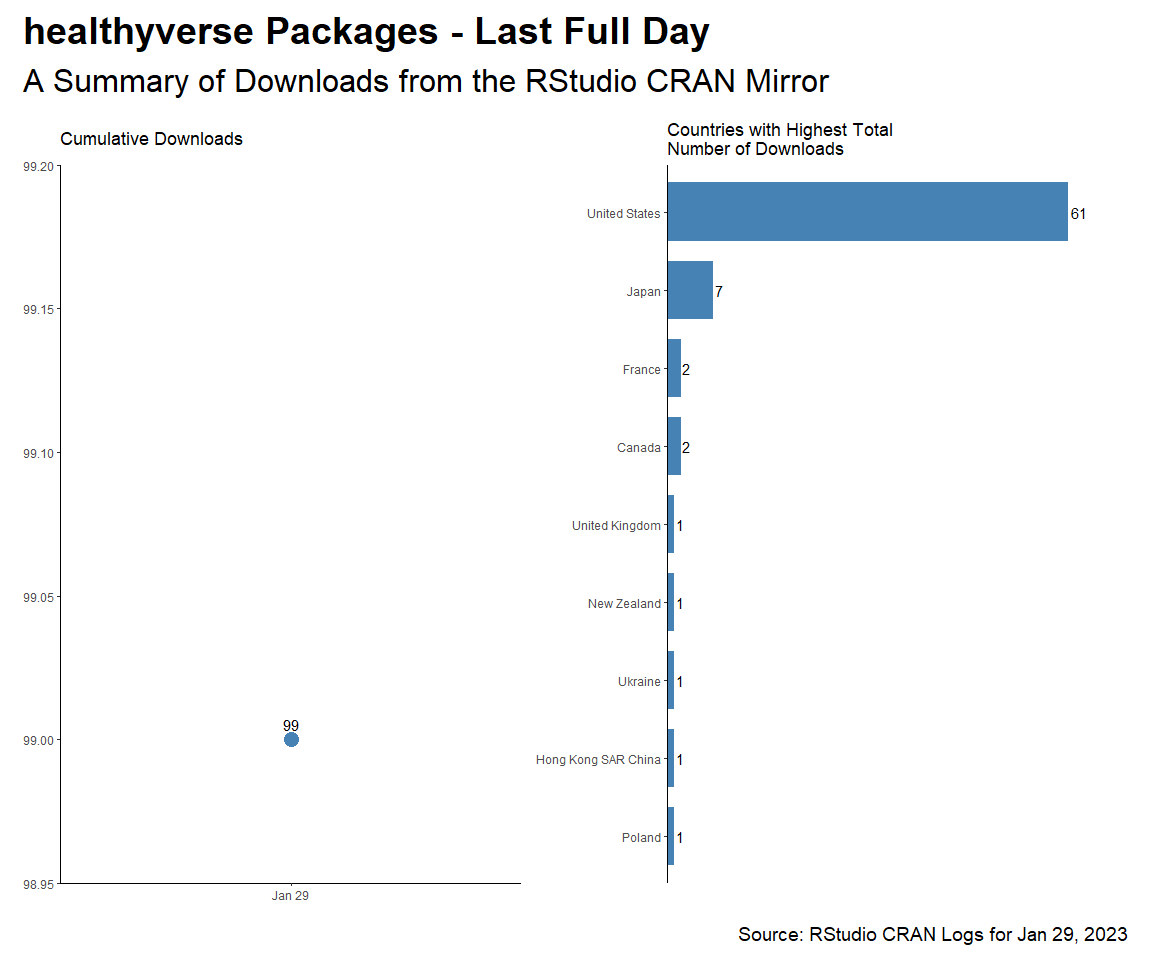 healthyverse Packages - Last Full Day
A Summary of Downloads from the RStudio CRAN Mirror
Cumulative Downloads
99.20
99.15
99.10
99.05
99.00
98.95
99
Jan 29
Countries with Highest Total
Number of Downloads
United States 61
Japan 7
France 2
Canada 2
United Kingdom 1
New Zealand 1
Ukraine 1
Hong Kong SAR China 1
Poland 1
Source: RStudio CRAN Logs for Jan 29, 2023